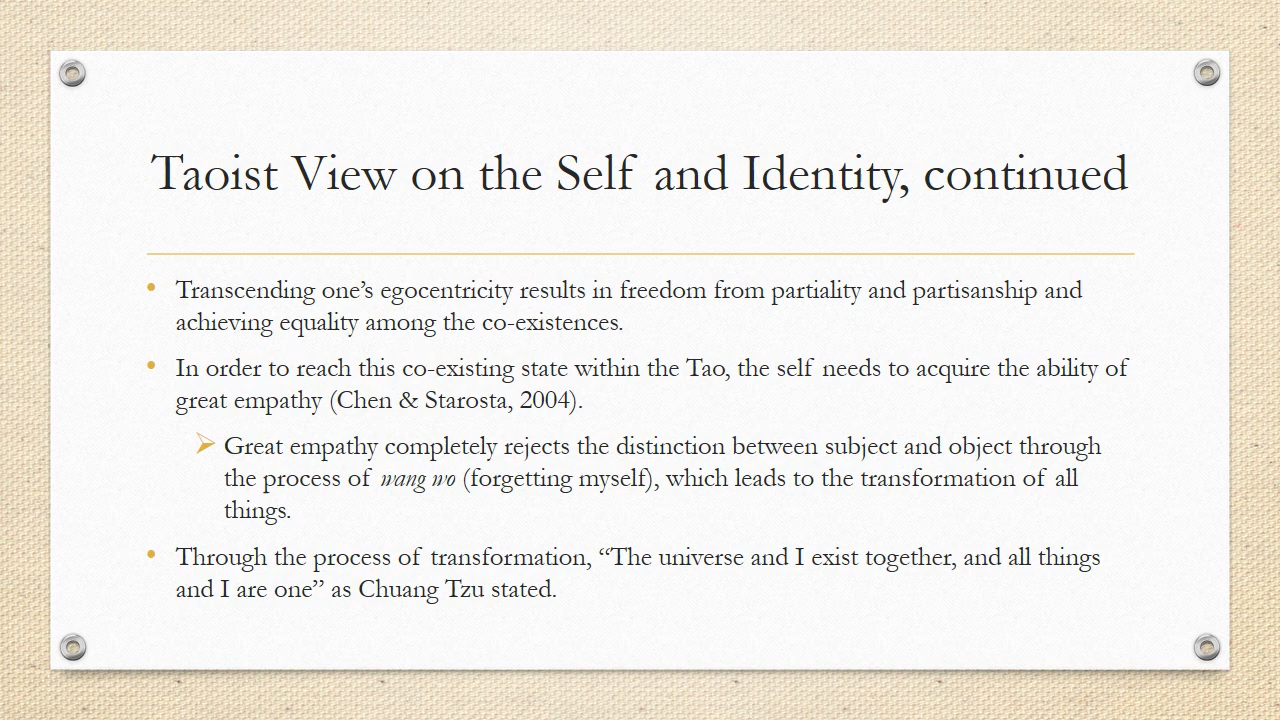 Taoist View on the Self and Identity, continued
• Transcending one’s egocentricity results in freedom from partiality and partisanship and
achieving equality among the co-existences.
• In order to reach this co-existing state within the Tao, the self needs to acquire the ability of
great empathy (Chen & Starosta, 2004).
➢ Great empathy completely rejects the distinction between subject and object through
the process of wang wo (forgetting myself), which leads to the transformation of all
things.
• Through the process of transformation, “The universe and I exist together, and all things
and I are one” as Chuang Tzu stated.